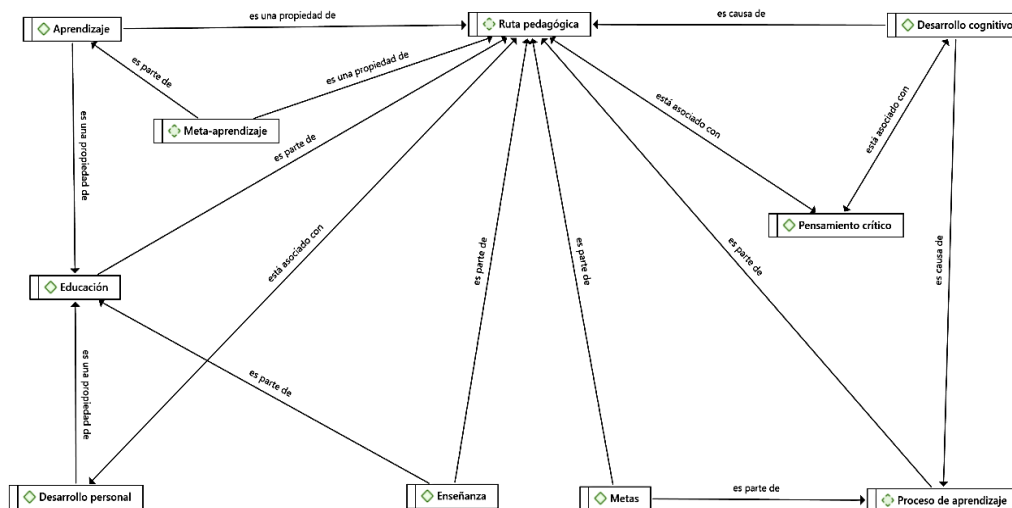 Aprendizaje
es una propiedad de
Ruta pedagógica
es causa de
Desarrollo cognitivo
es parte de
es una propiedad de
Meta-aprendizaje
es una propiedad de
es parte de
está asociado con
está asociado con
Pensamiento crítico
está asociado con
es parte de
es parte de
es parte de
es causa de
Educación
es una propiedad de
es parte de
Desarrollo personal
Enseñanza
Metas
es parte de
Proceso de aprendizaje